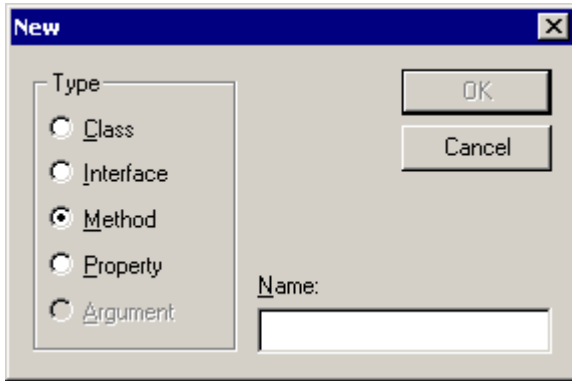 New
Type
Class
Interface
Method
Property
Argument
OK
Cancel
Name: